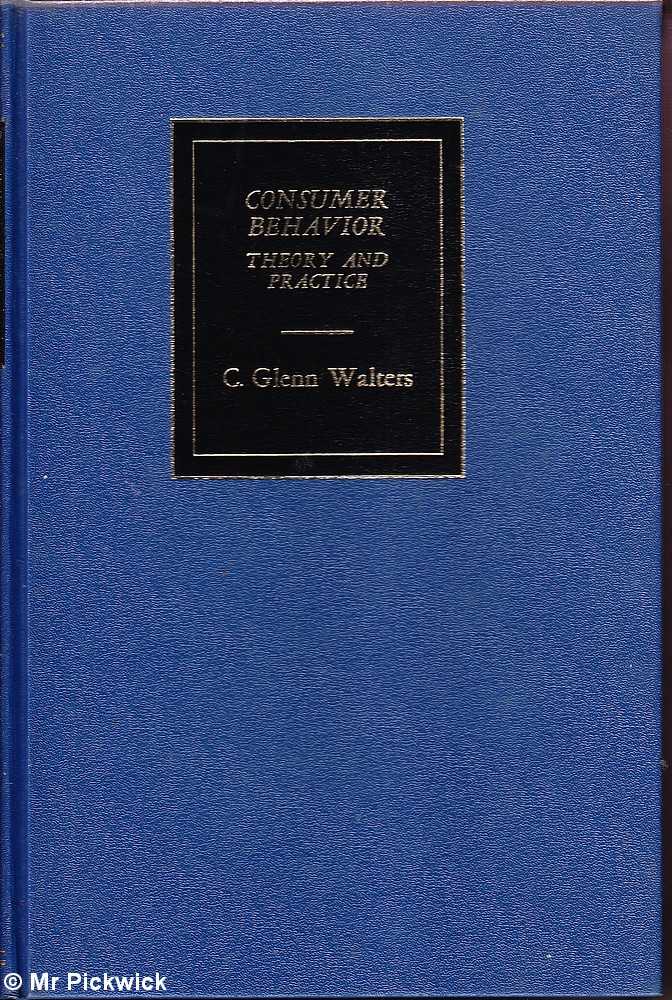 CONSUMER
BEHAVIOR
THEORY AND
PRACTICE
C. Glenn Walters
© Mr Pickwick